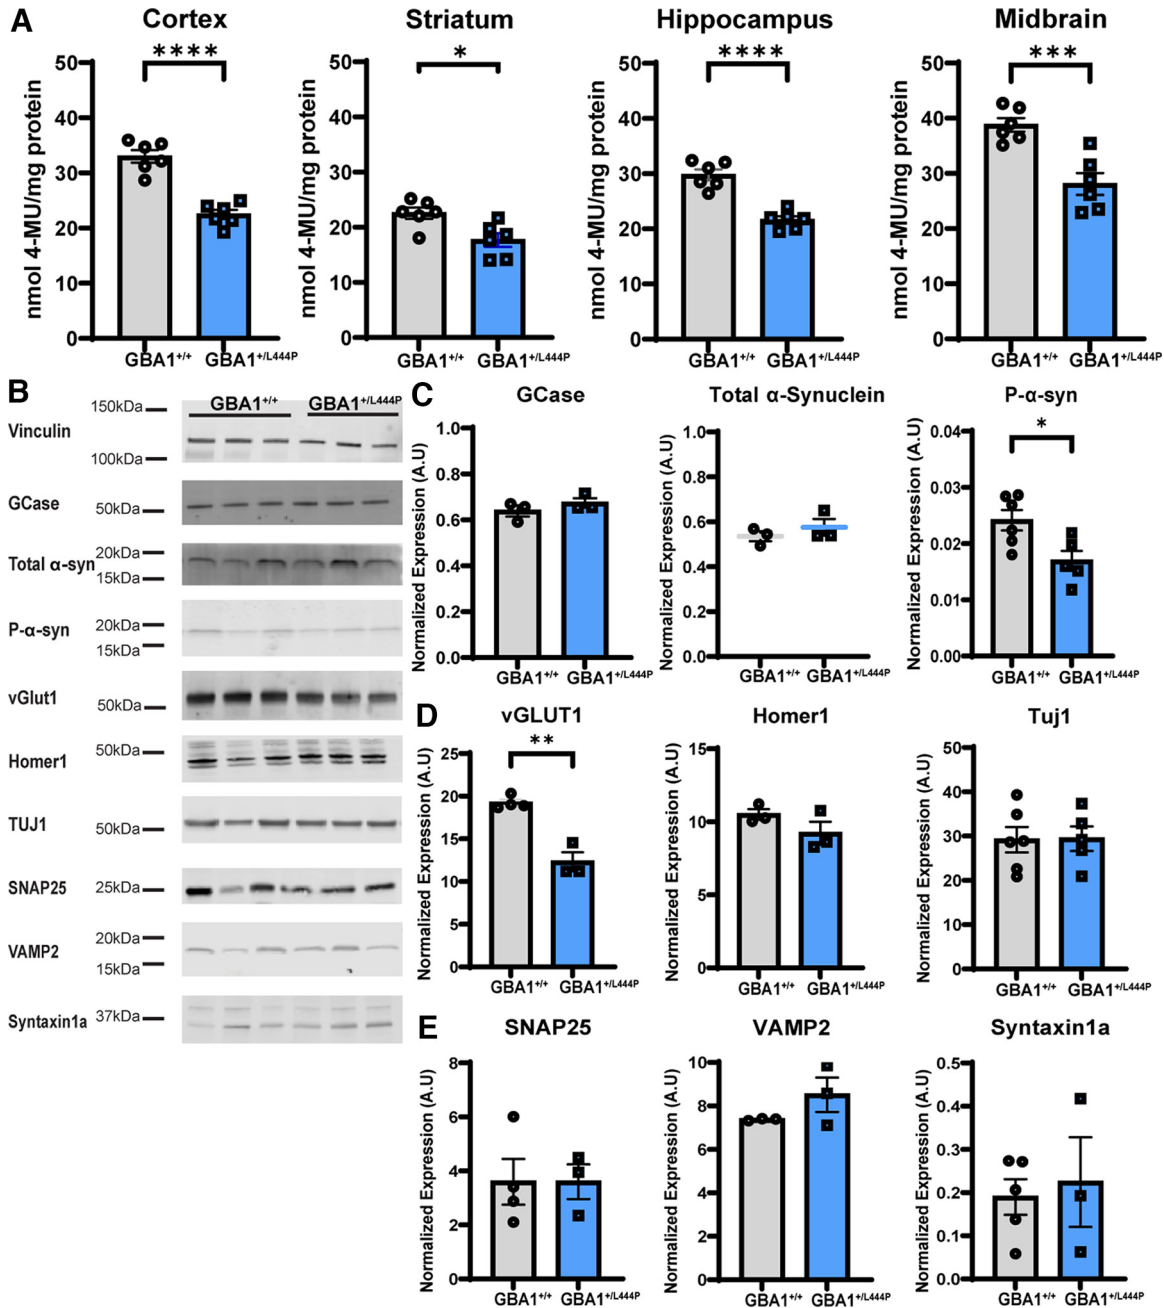 A
Cortex
Striatum
Hippocampus
Midbrain
****
*
****
***
nmol 4-MU/mg protein
50
40
30
20
10
0
GBA1+/+
GBA1+/L444P
nmol 4-MU/mg protein
50
40
30
20
10
0
GBA1+/+
GBA1+/L444P
nmol 4-MU/mg protein
50
40
30
20
10
0
GBA1+/+
GBA1+/L444P
nmol 4-MU/mg protein
50
40
30
20
10
0
GBA1+/+
GBA1+/L444P
B
GBA1+/+
GBA1+/L444P
150kDa
Vinculin
100kDa
GCase
50kDa
20kDa
Total α-syn
15kDa
20kDa
P-α-syn
15kDa
vGlut1
50kDa
50kDa
Homer1
TUJ1
50kDa
SNAP25
25kDa
20kDa
VAMP2
15kDa
37kDa
Syntaxin1a
C
GCase
Normalized Expression (A.U)
1.0
0.8
0.6
0.4
0.2
0.0
GBA1+/+
GBA1+/L444P
Total α-Synuclein
Normalized Expression (A.U)
1.0
0.8
0.6
0.4
0.2
0.0
GBA1+/+
GBA1+/L444P
P-α-syn
*
Normalized Expression (A.U)
0.04
0.03
0.02
0.01
0.00
GBA1+/+
GBA1+/L444P
D
vGLUT1
**
Normalized Expression (A.U)
25
20
15
10
5
0
GBA1+/+
GBA1+/L444P
Homer1
Normalized Expression (A.U)
15
10
5
0
GBA1+/+
GBA1+/L444P
Tuj1
Normalized Expression (A.U)
50
40
30
20
10
0
GBA1+/+
GBA1+/L444P
E
SNAP25
Normalized Expression (A.U)
8
6
4
2
0
GBA1+/+
GBA1+/L444P
VAMP2
Normalized Expression (A.U)
10
8
6
4
2
0
GBA1+/+
GBA1+/L444P
Syntaxin1a
Normalized Expression (A.U)
0.5
0.4
0.3
0.2
0.1
0.0
GBA1+/+
GBA1+/L444P